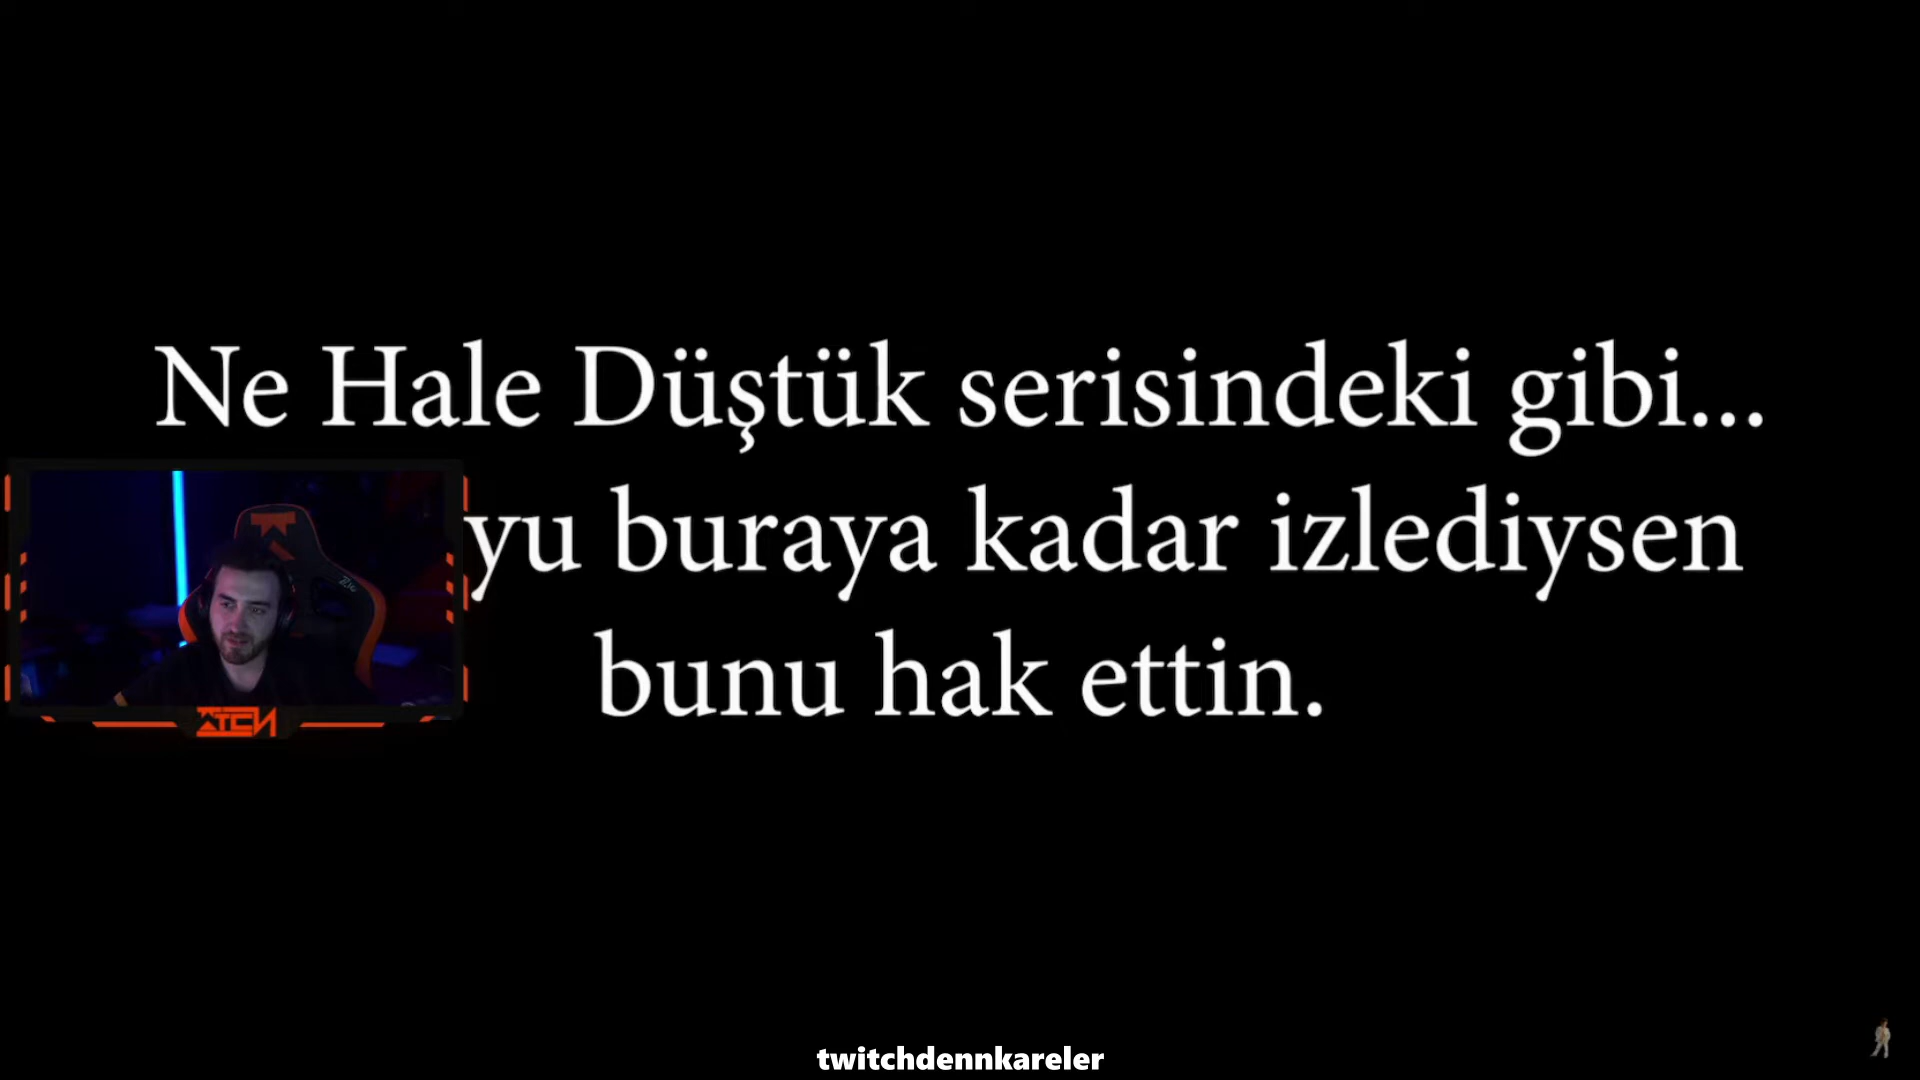 Ne Hale Düştük serisindeki gibi...
yu buraya kadar izlediysen
bunu hak ettin.
twitchdennkareler